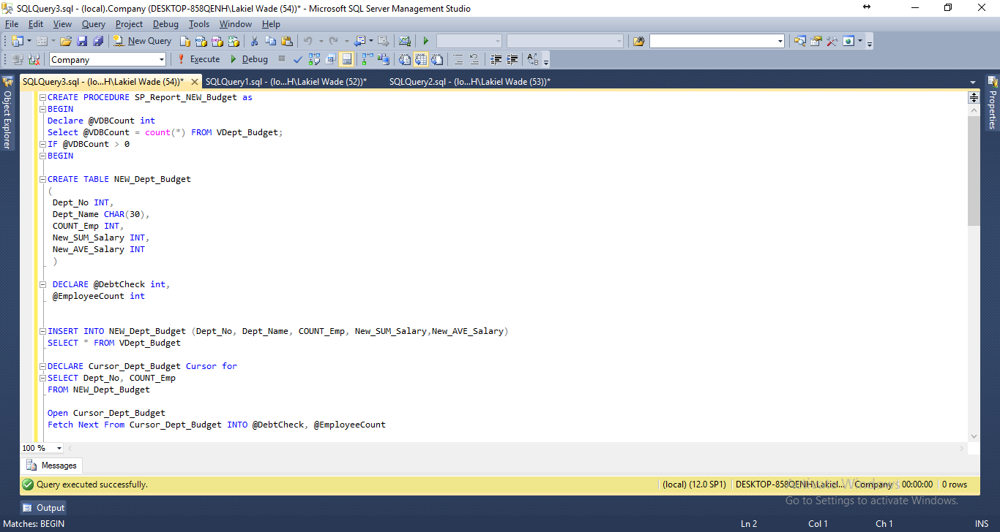 SQLQuery3.sql - (local).Company (DESKTOP-858QENH\Lakiel Wade (54))* - Microsoft SQL Server Management Studio
File Edit View Query Project Debug Tools Window Help
New Query
Company Execute Debug
SQLQuery3.sql - (lo...H\Lakiel Wade (54))* SQLQuery1.sql - (lo...H\Lakiel Wade (52))* SQLQuery2.sql - (lo...H\Lakiel Wade (53))*
Object Explorer
Properties
CREATE PROCEDURE SP_Report_NEW_Budget as
BEGIN
Declare @VDBCount int
Select @VDBCount = count(*) FROM VDept_Budget;
IF @VDBCount > 0
BEGIN
CREATE TABLE NEW_Dept_Budget
(
Dept_No INT,
Dept_Name CHAR(30),
COUNT_Emp INT,
New_SUM_Salary INT,
New_AVE_Salary INT
)
DECLARE @DebtCheck int,
@EmployeeCount int
INSERT INTO NEW_Dept_Budget (Dept_No, Dept_Name, COUNT_Emp, New_SUM_Salary,New_AVE_Salary)
SELECT * FROM VDept_Budget
DECLARE Cursor_Dept_Budget Cursor for
SELECT Dept_No, COUNT_Emp
FROM NEW_Dept_Budget
Open Cursor_Dept_Budget
Fetch Next From Cursor_Dept_Budget INTO @DebtCheck, @EmployeeCount
100 %
Messages
Query executed successfully. (local) (12.0 SP1) DESKTOP-858QENH\Lakiel... Company 00:00:00 0 rows
Activate Windows
Go to Settings to activate Windows.
Output
Matches: BEGIN Ln 2 Col 1 Ch 1 INS